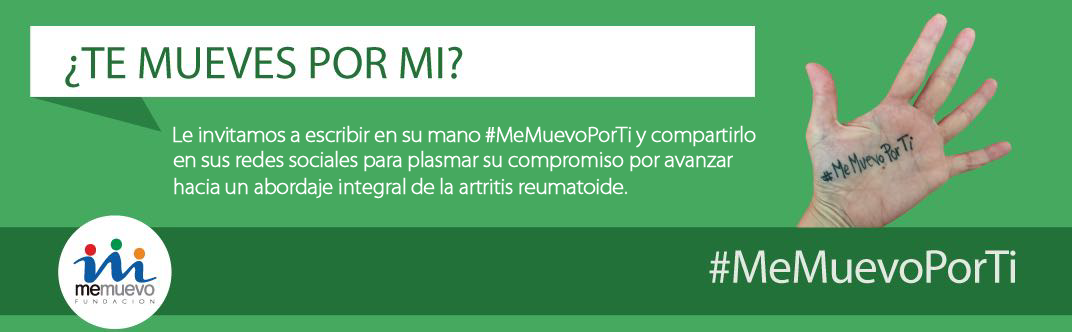 ¿TE MUEVES POR MI?
Le invitamos a escribir en su mano #MeMuevoPorTi y compartirlo
en sus redes sociales para plasmar su compromiso por avanzar
hacia un abordaje integral de la artritis reumatoide.
#MeMuevoPorTi
memuevo
FUNDACION
#MeMuevoPorTi